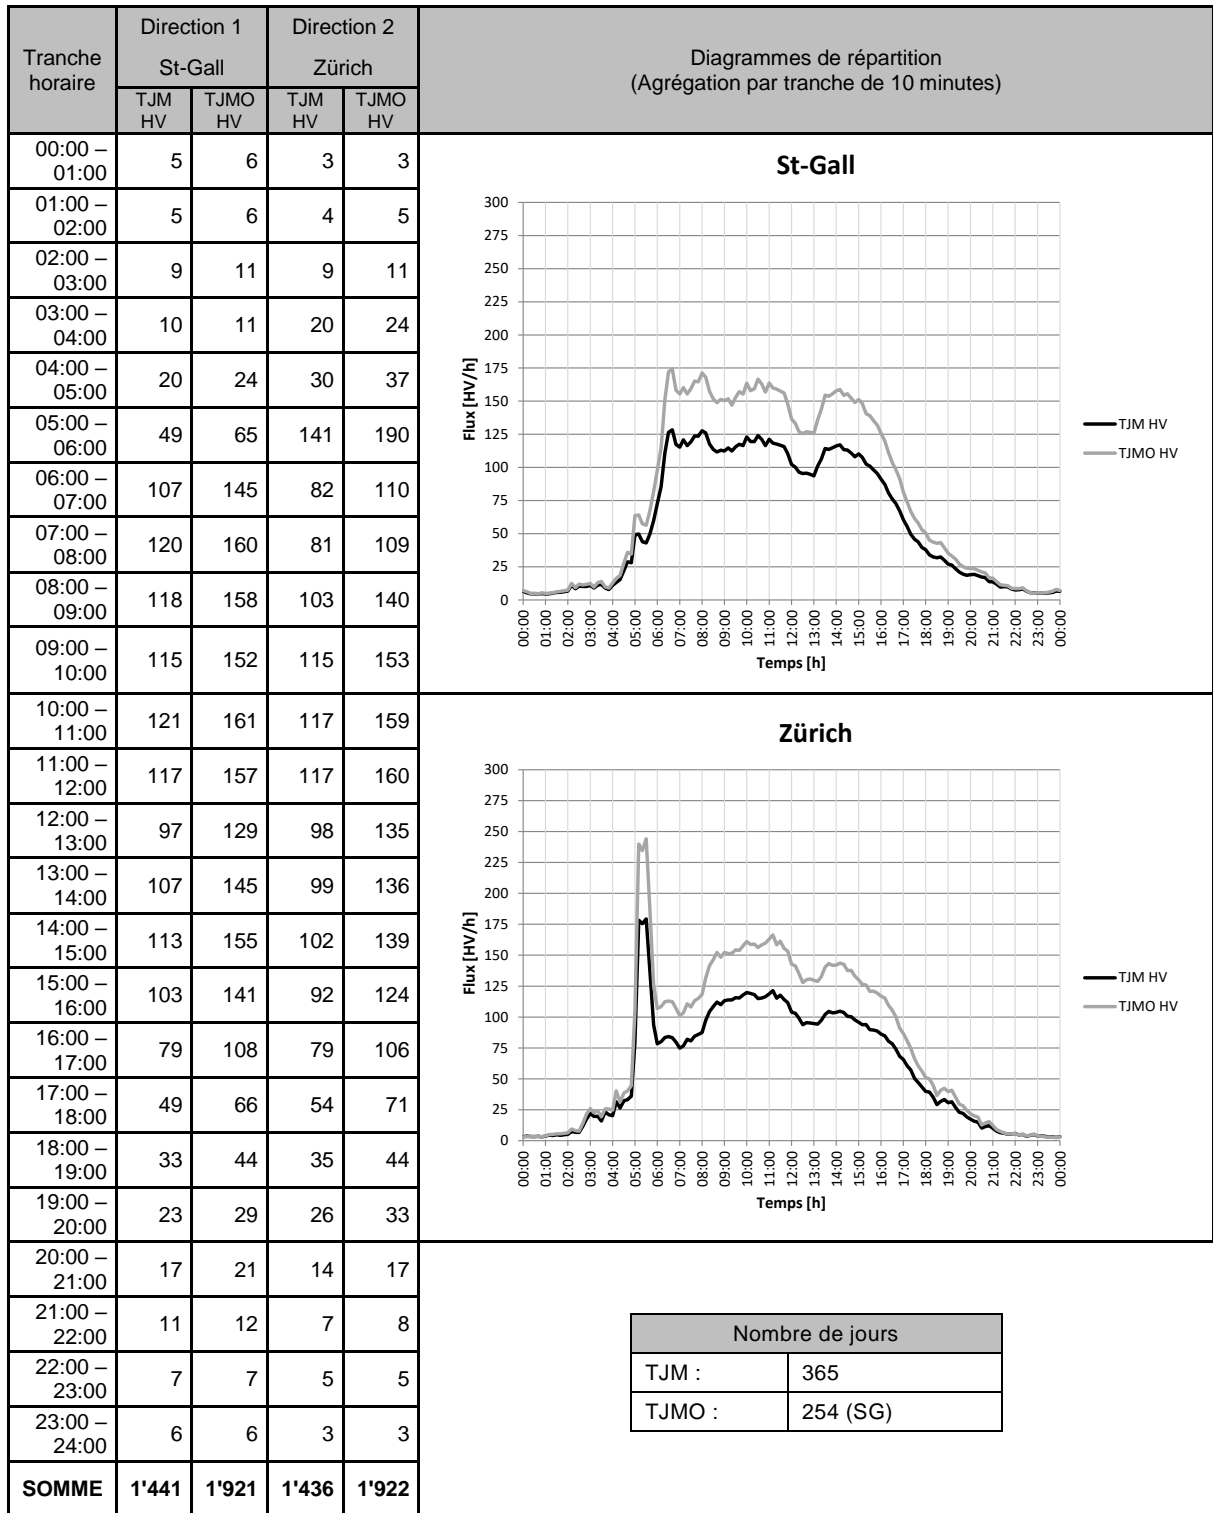 Tranche horaire
Direction 1
St-Gall
Direction 2
Zürich
Diagrammes de répartition
(Agrégation par tranche de 10 minutes)
TJM HV
TJMO HV
TJM HV
TJMO HV
00:00 – 01:00 5 6 3 3
01:00 – 02:00 5 6 4 5
02:00 – 03:00 9 11 9 11
03:00 – 04:00 10 11 20 24
04:00 – 05:00 20 24 30 37
05:00 – 06:00 49 65 141 190
06:00 – 07:00 107 145 82 110
07:00 – 08:00 120 160 81 109
08:00 – 09:00 118 158 103 140
09:00 – 10:00 115 152 115 153
10:00 – 11:00 121 161 117 159
11:00 – 12:00 117 157 117 160
12:00 – 13:00 97 129 98 135
13:00 – 14:00 107 145 99 136
14:00 – 15:00 113 155 102 139
15:00 – 16:00 103 141 92 124
16:00 – 17:00 79 108 79 106
17:00 – 18:00 49 66 54 71
18:00 – 19:00 33 44 35 44
19:00 – 20:00 23 29 26 33
20:00 – 21:00 17 21 14 17
21:00 – 22:00 11 12 7 8
22:00 – 23:00 7 7 5 5
23:00 – 24:00 6 6 3 3
SOMME 1'441 1'921 1'436 1'922
St-Gall
300
275
250
225
200
175
150
125
100
75
50
25
0
Flux [HV/h]
00:00 01:00 02:00 03:00 04:00 05:00 06:00 07:00 08:00 09:00 10:00 11:00 12:00 13:00 14:00 15:00 16:00 17:00 18:00 19:00 20:00 21:00 22:00 23:00 00:00
Temps [h]
TJM HV
TJMO HV
Zürich
300
275
250
225
200
175
150
125
100
75
50
25
0
Flux [HV/h]
00:00 01:00 02:00 03:00 04:00 05:00 06:00 07:00 08:00 09:00 10:00 11:00 12:00 13:00 14:00 15:00 16:00 17:00 18:00 19:00 20:00 21:00 22:00 23:00 00:00
Temps [h]
TJM HV
TJMO HV
Nombre de jours
TJM : 365
TJMO : 254 (SG)